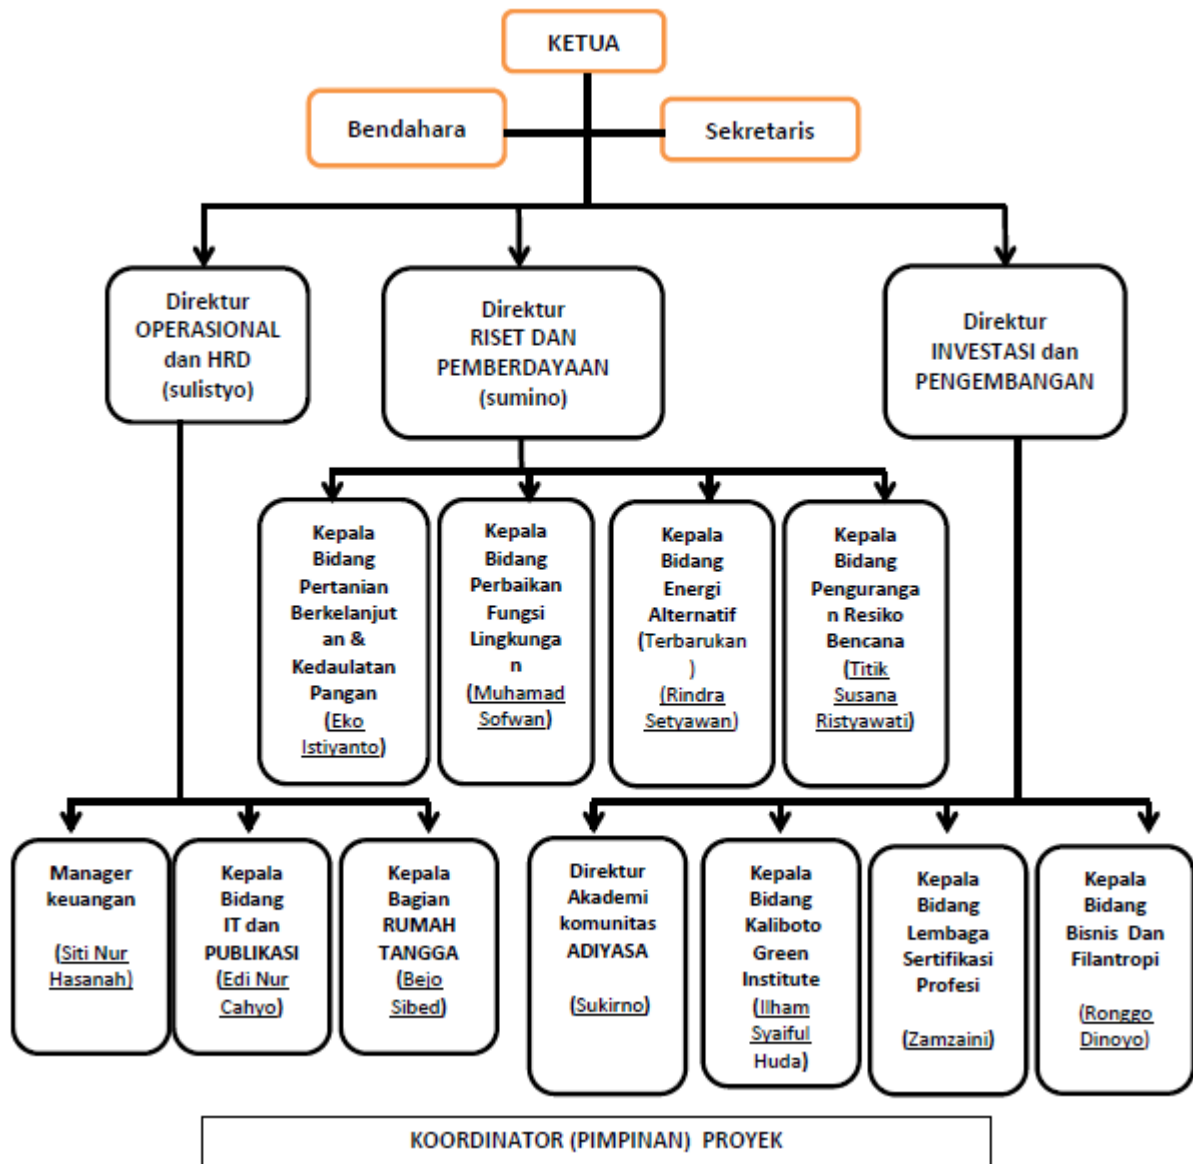 KETUA
Bendahara
Sekretaris
Direktur
OPERASIONAL
dan HRD
(sulistyo)
Direktur
RISET DAN
PEMBERDAYAAN
(sumino)
Direktur
INVESTASI dan
PENGEMBANGAN
Kepala
Bidang
Pertanian
Berkelanjut
an &
Kedaulatan
Pangan
(Eko
Istiyanto)
Kepala
Bidang
Perbaikan
Fungsi
Lingkunga
n
(Muhamad
Sofwan)
Kepala
Bidang
Energi
Alternatif
(Terbarukan
)
(Rindra
Setyawan)
Kepala
Bidang
Penguranga
n Resiko
Bencana
(Titik
Susana
Ristyawati)
Manager
keuangan
(Siti Nur
Hasanah)
Kepala
Bidang
IT dan
PUBLIKASI
(Edi Nur
Cahyo)
Kepala
Bagian
RUMAH
TANGGA
(Bejo
Sibed)
Direktur
Akademi
komunitas
ADIYASA
(Sukirno)
Kepala
Bidang
Kaliboto
Green
Institute
(Ilham
Syaiful
Huda)
Kepala
Bidang
Lembaga
Sertifikasi
Profesi
(Zamzaini)
Kepala
Bidang
Bisnis Dan
Filantropi
(Ronggo
Dinoyo)
KOORDINATOR (PIMPINAN) PROYEK